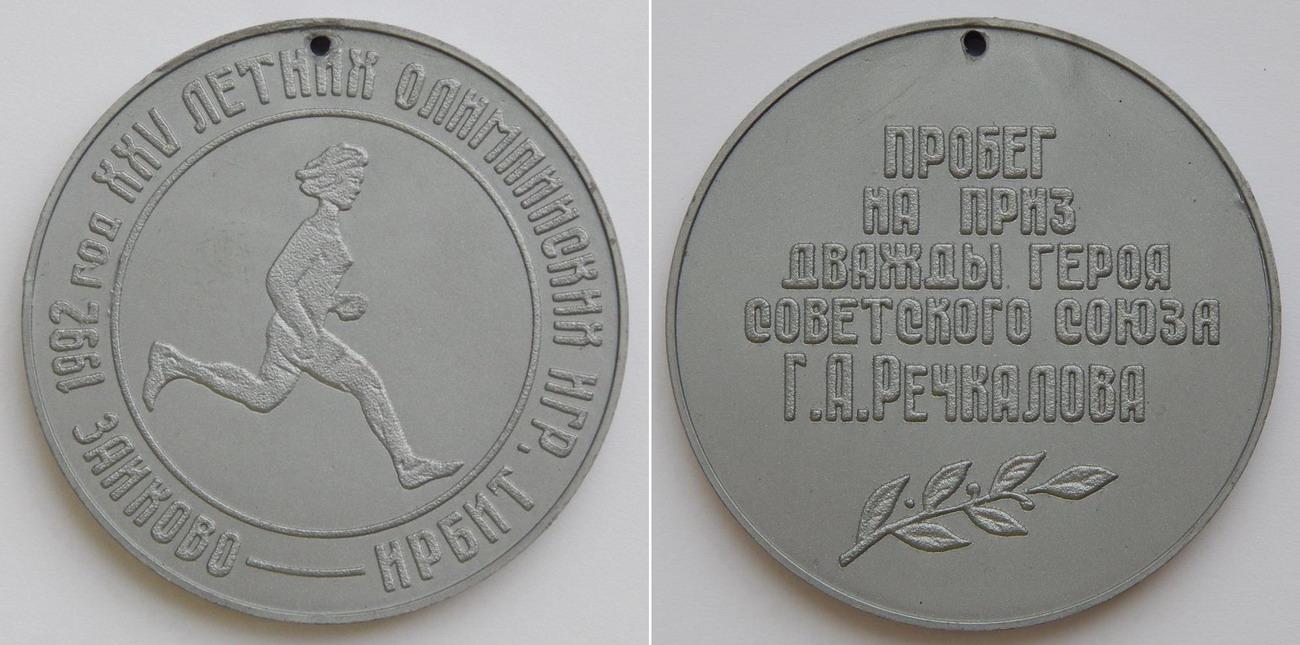 1992 год XXV ЛЕТНИХ ОЛИМПИЙСКИХ ИГР.
ЗАЙКОВО — ИРБИТ
ПРОБЕГ
НА ПРИЗ
ДВАЖДЫ ГЕРОЯ
СОВЕТСКОГО СОЮЗА
Г.А.РЕЧКАЛОВА